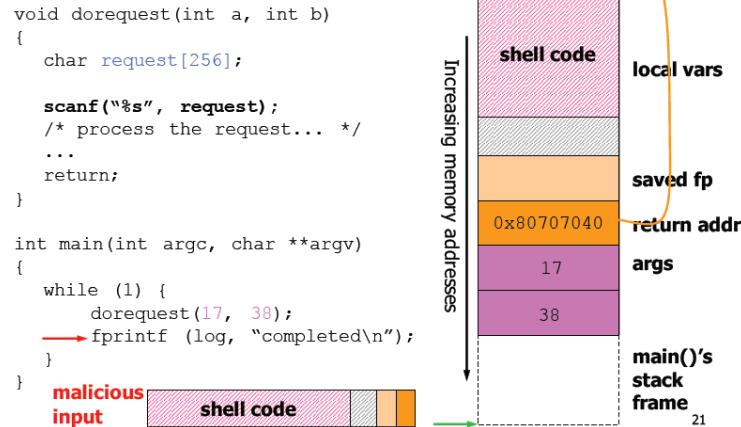 void dorequest(int a, int b)
{
char request[256];
scanf(“%s”, request);
/* process the request... */
...
return;
}
int main(int argc, char **argv)
{
while (1) {
dorequest(17, 38);
fprintf (log, “completed\n”);
}
}
malicious
input
shell code
Increasing memory addresses
shell code
local vars
saved fp
0x80707040
return addr
17
args
38
main()’s
stack
frame
21